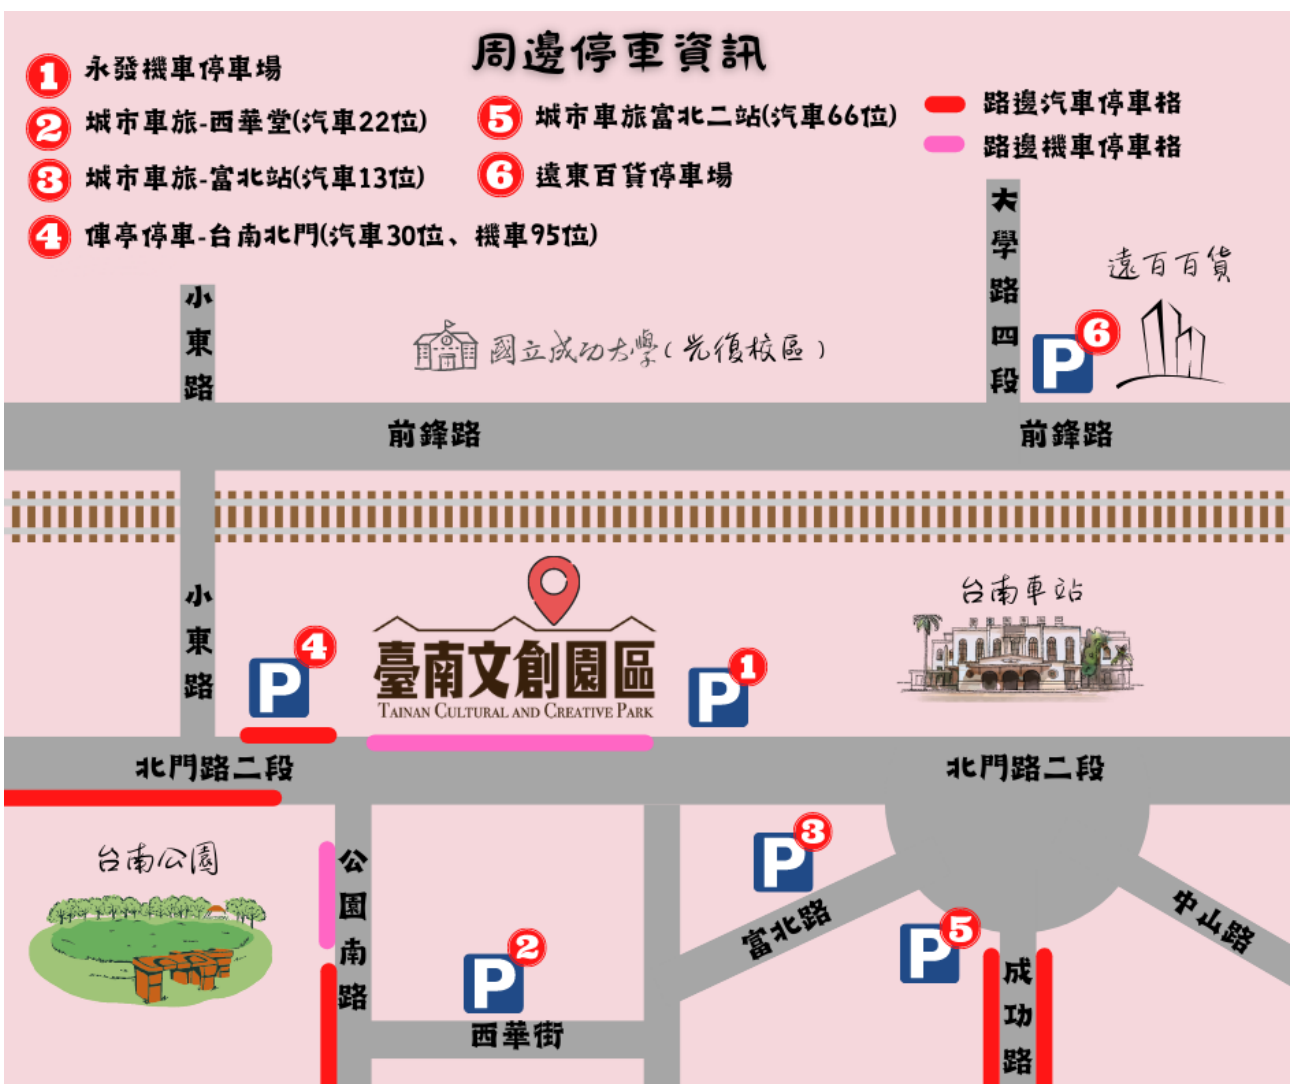 周邊停車資訊
1 永發機車停車場
2 城市車旅-西華堂(汽車22位)
3 城市車旅-富北站(汽車13位)
4 俥亭停車-台南北門(汽車30位、機車95位)
5 城市車旅富北二站(汽車66位)
6 遠東百貨停車場
路邊汽車停車格
路邊機車停車格
小東路
國立成功大學(光復校區)
大學路四段
遠百百貨
P 6
前鋒路
前鋒路
小東路
P 4
臺南文創園區
TAINAN CULTURAL AND CREATIVE PARK
P 1
台南車站
北門路二段
北門路二段
台南公園
公園南路
P 2
西華街
P 3
富北路
P 5
成功路
中山路